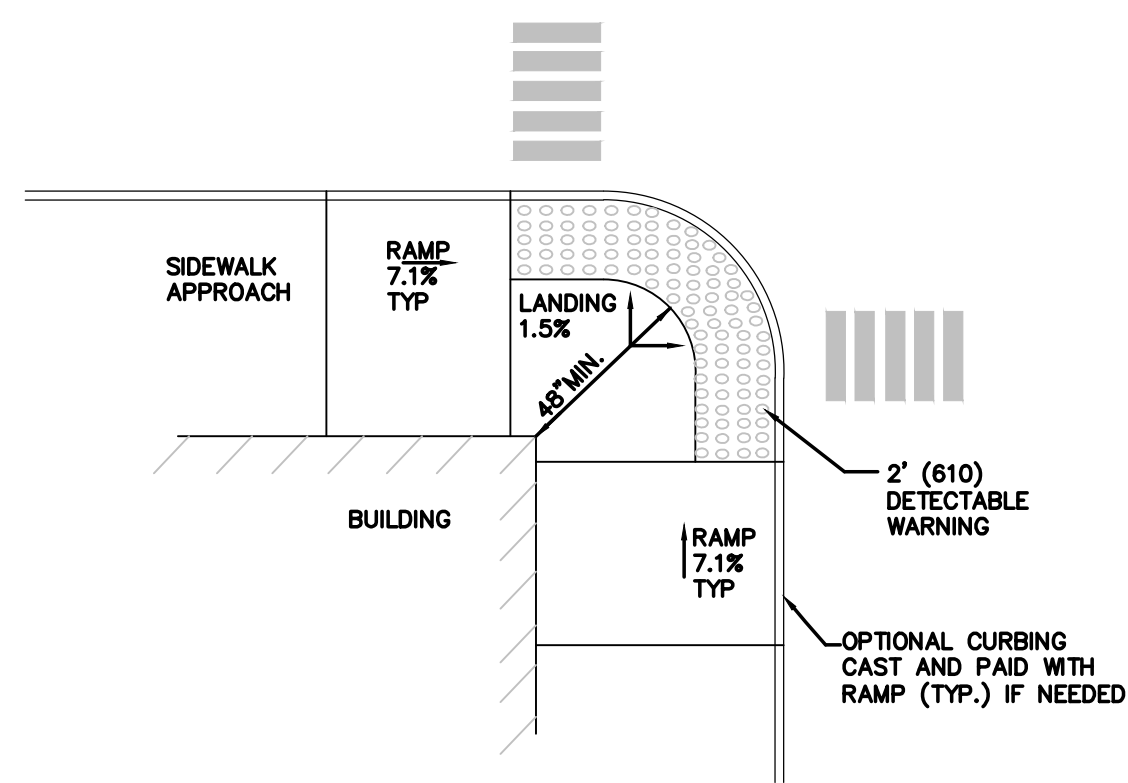 SIDEWALK
APPROACH
RAMP
7.1%
TYP
LANDING
1.5%
48" MIN.
BUILDING
2' (610)
DETECTABLE
WARNING
RAMP
7.1%
TYP
OPTIONAL CURBING
CAST AND PAID WITH
RAMP (TYP.) IF NEEDED